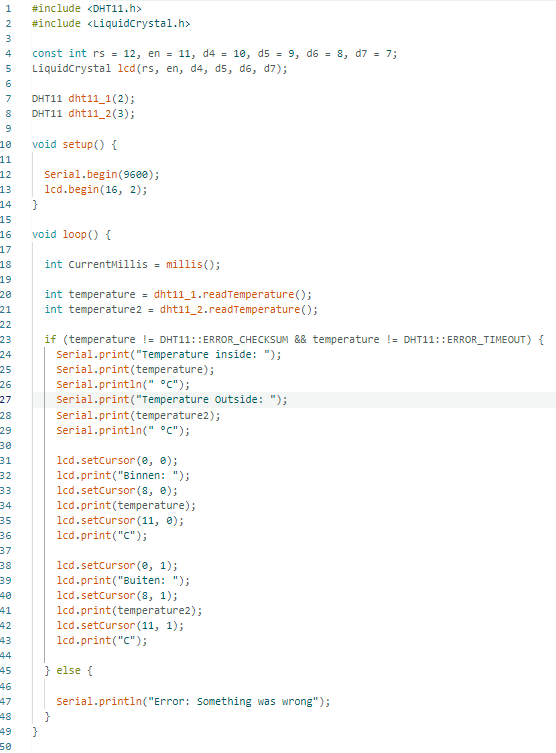 1 #include <DHT11.h>
2 #include <LiquidCrystal.h>
3
4 const int rs = 12, en = 11, d4 = 10, d5 = 9, d6 = 8, d7 = 7;
5 LiquidCrystal lcd(rs, en, d4, d5, d6, d7);
6
7 DHT11 dht11_1(2);
8 DHT11 dht11_2(3);
9
10 void setup() {
11
12   Serial.begin(9600);
13   lcd.begin(16, 2);
14 }
15
16 void loop() {
17
18   int CurrentMillis = millis();
19
20   int temperature = dht11_1.readTemperature();
21   int temperature2 = dht11_2.readTemperature();
22
23   if (temperature != DHT11::ERROR_CHECKSUM && temperature != DHT11::ERROR_TIMEOUT) {
24     Serial.print("Temperature inside: ");
25     Serial.print(temperature);
26     Serial.println(" °C");
27     Serial.print("Temperature Outside: ");
28     Serial.print(temperature2);
29     Serial.println(" °C");
30
31     lcd.setCursor(0, 0);
32     lcd.print("Binnen: ");
33     lcd.setCursor(8, 0);
34     lcd.print(temperature);
35     lcd.setCursor(11, 0);
36     lcd.print("C");
37
38     lcd.setCursor(0, 1);
39     lcd.print("Buiten: ");
40     lcd.setCursor(8, 1);
41     lcd.print(temperature2);
42     lcd.setCursor(11, 1);
43     lcd.print("C");
44
45   } else {
46
47     Serial.println("Error: Something was wrong");
48   }
49 }
50